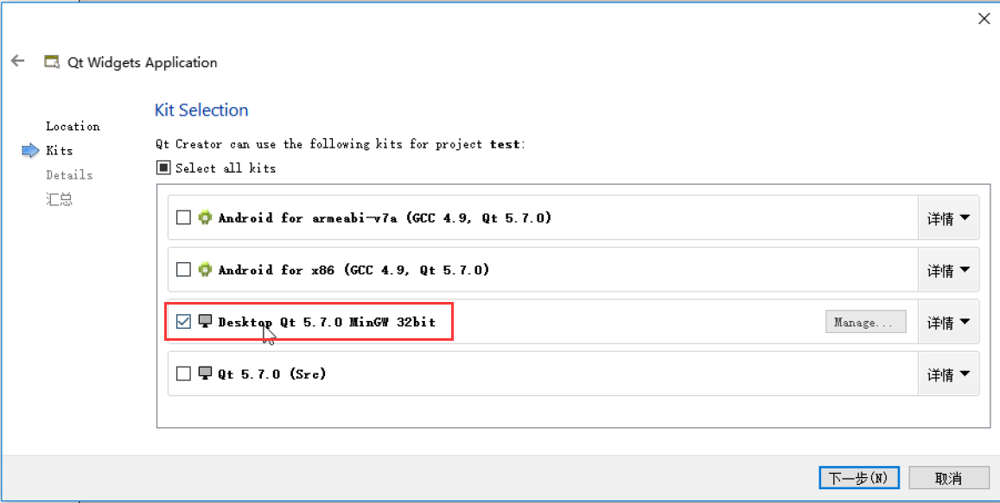 Qt Widgets Application
Kit Selection
Location
Kits
Details
汇总
Qt Creator can use the following kits for project test:
Select all kits
Android for armeabi-v7a (GCC 4.9, Qt 5.7.0) 详情
Android for x86 (GCC 4.9, Qt 5.7.0) 详情
Desktop Qt 5.7.0 MinGW 32bit Manage... 详情
Qt 5.7.0 (Src) 详情
下一步(N) 取消